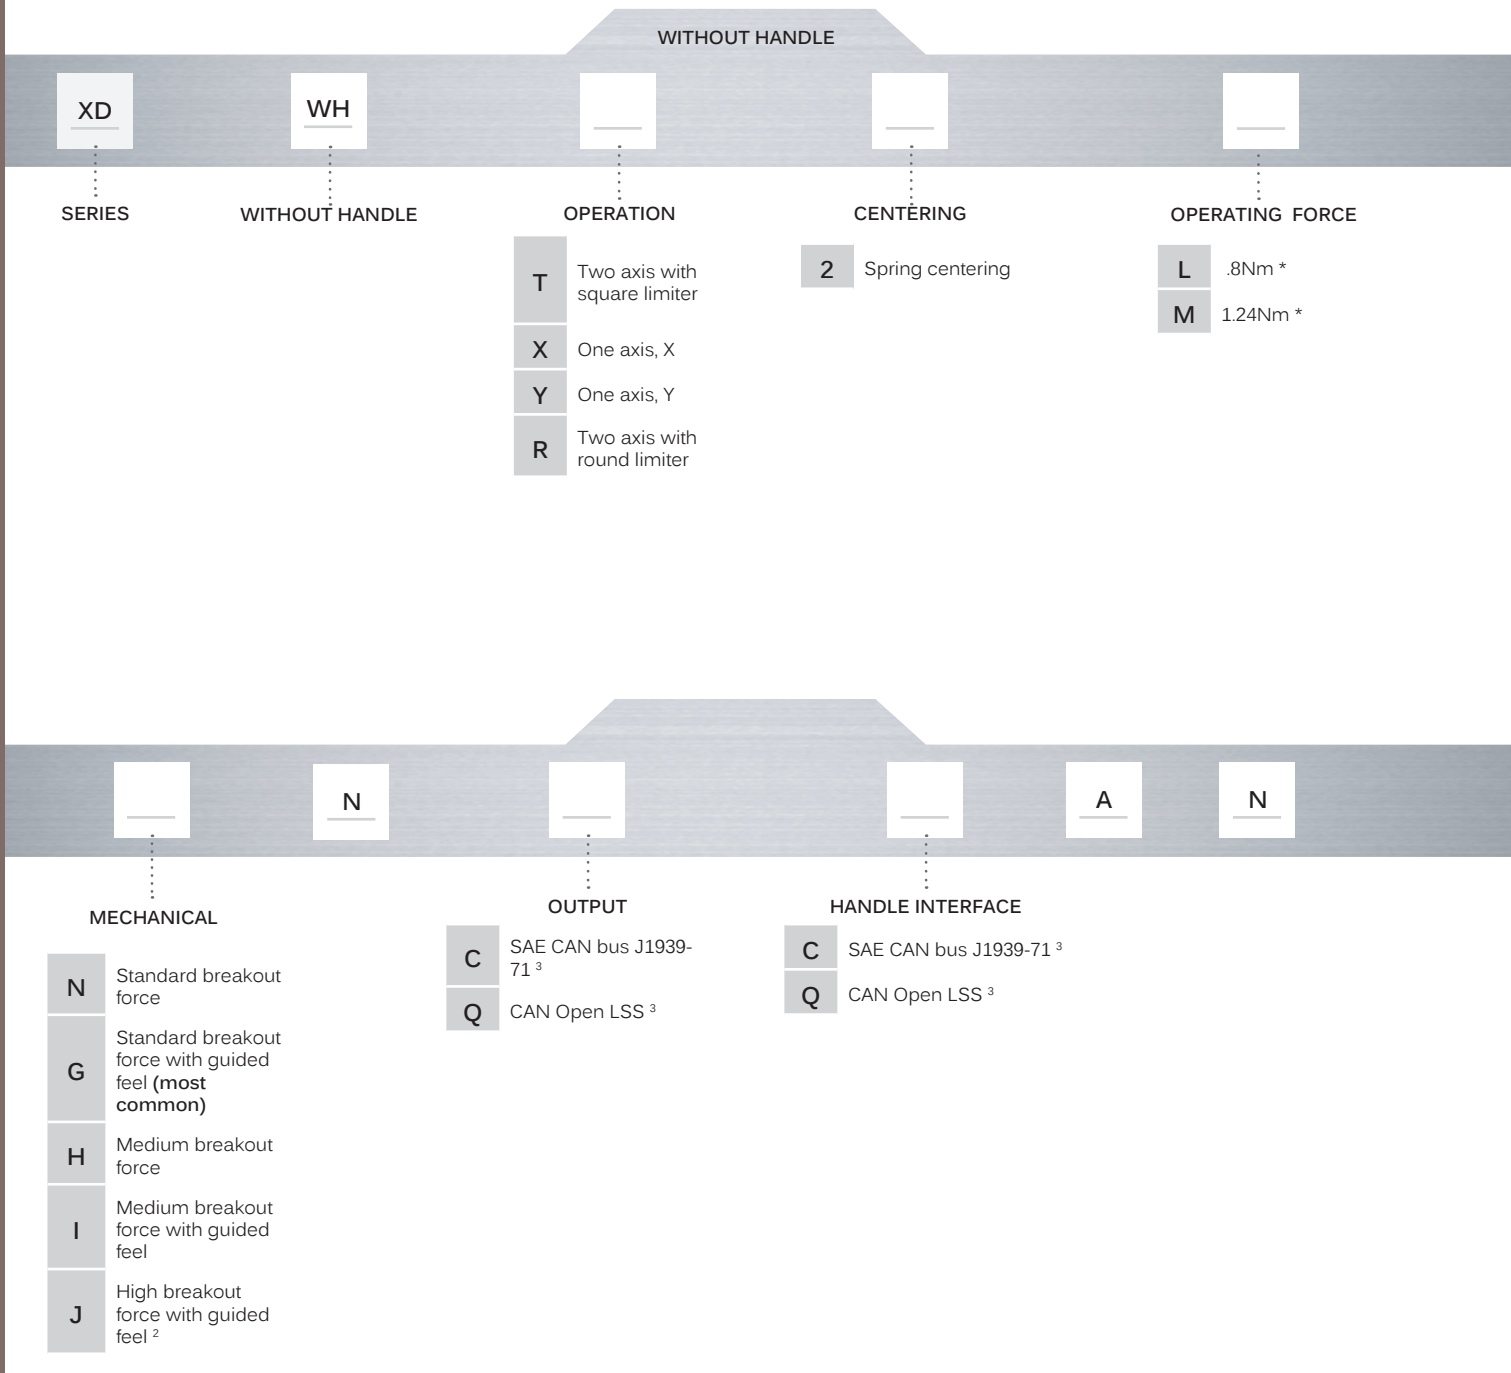 WITHOUT HANDLE
XD
WH
SERIES
WITHOUT HANDLE
OPERATION
CENTERING
OPERATING FORCE
T
Two axis with
square limiter
X
One axis, X
Y
One axis, Y
R
Two axis with
round limiter
2
Spring centering
L
.8Nm *
M
1.24Nm *
N
A
N
MECHANICAL
N
Standard breakout
force
G
Standard breakout
force with guided
feel (most
common)
H
Medium breakout
force
I
Medium breakout
force with guided
feel
J
High breakout
force with guided
feel ²
OUTPUT
C
SAE CAN bus J1939-
71 ³
Q
CAN Open LSS ³
HANDLE INTERFACE
C
SAE CAN bus J1939-71 ³
Q
CAN Open LSS ³